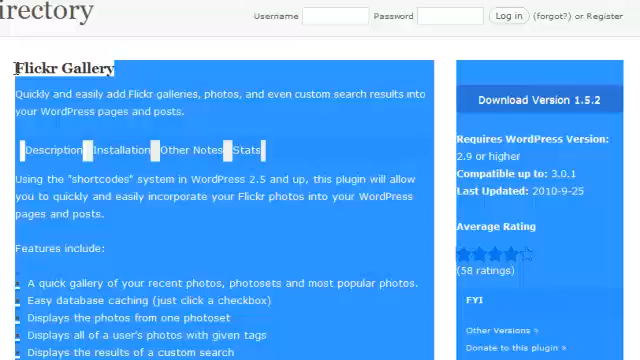 irectory
Username Password Log in (forgot?) or Register
Flickr Gallery
Quickly and easily add Flickr galleries, photos, and even custom search results into
your WordPress pages and posts.
Description Installation Other Notes Stats
Using the "shortcodes" system in WordPress 2.5 and up, this plugin will allow
you to quickly and easily incorporate your Flickr photos into your WordPress
pages and posts.
Features include:
A quick gallery of your recent photos, photosets and most popular photos.
Easy database caching (just click a checkbox)
Displays the photos from one photoset
Displays all of a user's photos with given tags
Displays the results of a custom search
Download Version 1.5.2
Requires WordPress Version:
2.9 or higher
Compatible up to: 3.0.1
Last Updated: 2010-9-25
Average Rating
(58 ratings)
FYI
Other Versions »
Donate to this plugin »